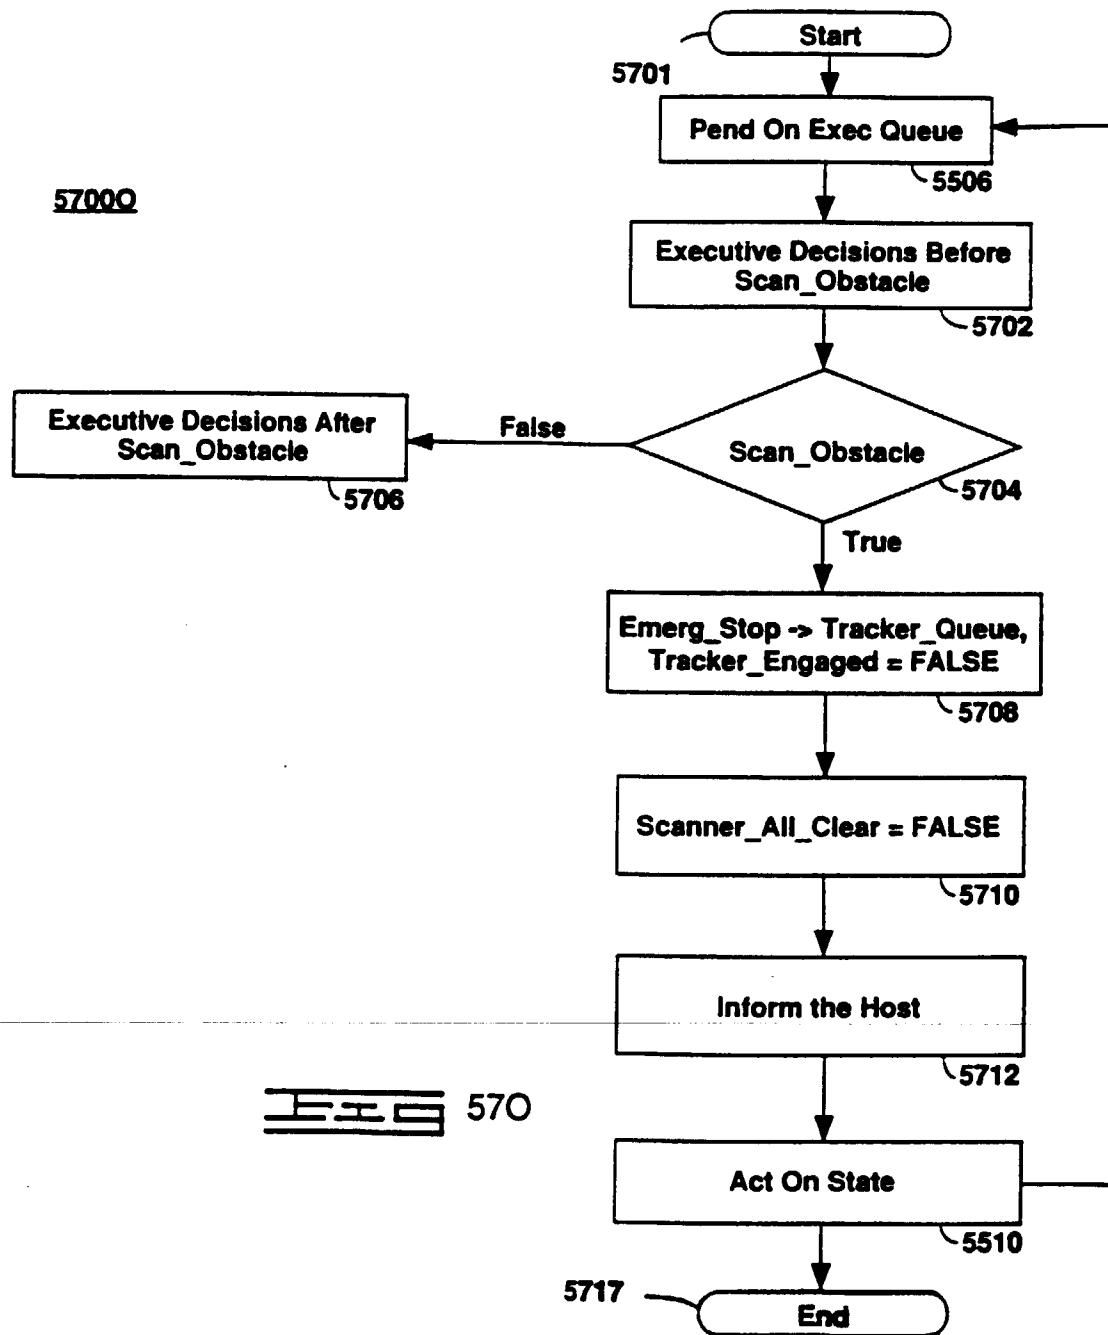 Start
5701
Pend On Exec Queue
5506
5700O
Executive Decisions Before
Scan_Obstacle
5702
Executive Decisions After
Scan_Obstacle
5706
False
Scan_Obstacle
5704
True
Emerg_Stop -> Tracker_Queue,
Tracker_Engaged = FALSE
5708
Scanner_All_Clear = FALSE
5710
Inform the Host
5712
FIG 57O
Act On State
5510
5717
End